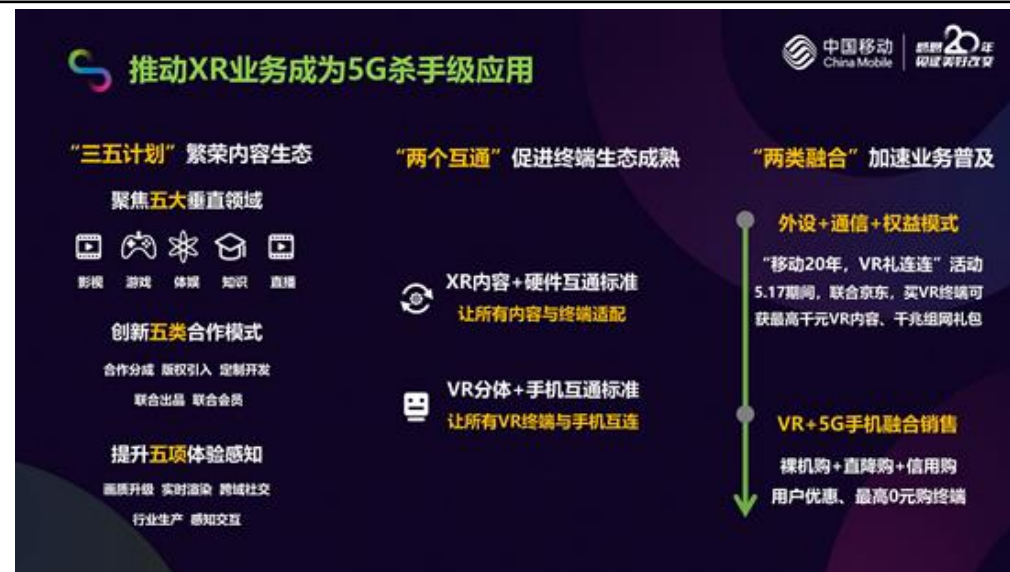 推动XR业务成为5G杀手级应用
中国移动
China Mobile
感恩20年
构建美好改变
“三五计划”繁荣内容生态
聚焦五大垂直领域
影视 游戏 体娱 知识 直播
创新五类合作模式
合作分成 版权引入 定制开发
联合出品 联合会员
提升五项体验感知
画质升级 实时渲染 跨域社交
行业生产 感知交互
“两个互通”促进终端生态成熟
XR内容+硬件互通标准
让所有内容与终端适配
VR分体+手机互通标准
让所有VR终端与手机互连
“两类融合”加速业务普及
外设+通信+权益模式
“移动20年，VR礼连连”活动
5.17期间，联合京东，买VR终端可
获最高千元VR内容、千兆组网礼包
VR+5G手机融合销售
裸机购+直降购+信用购
用户优惠、最高0元购终端